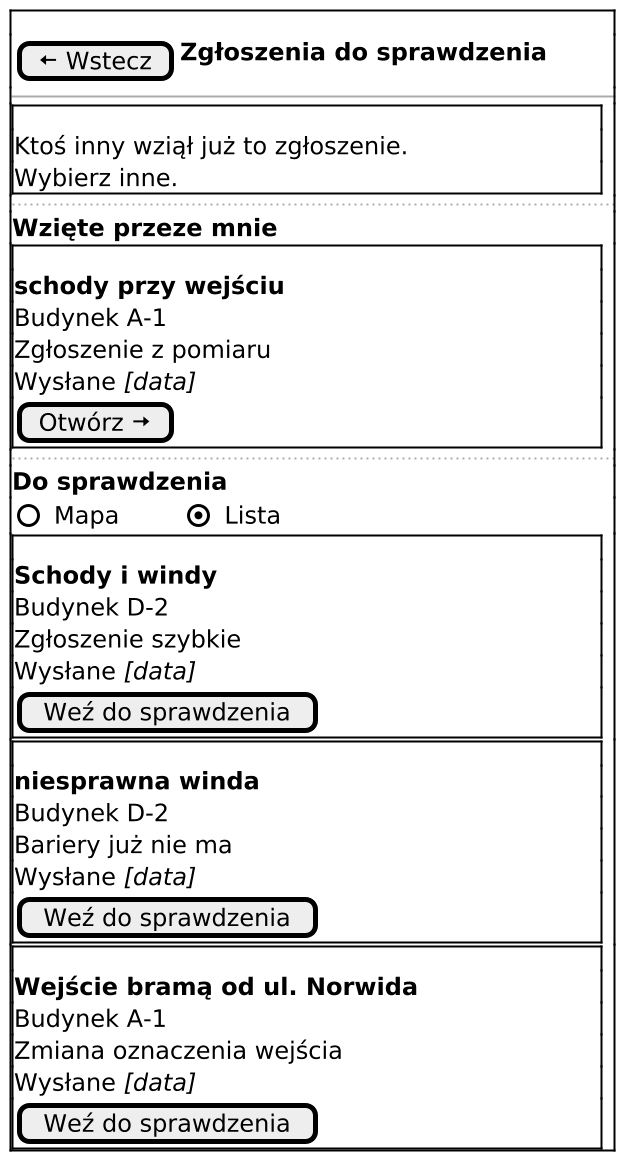 ← Wstecz Zgłoszenia do sprawdzenia
Ktoś inny wziął już to zgłoszenie.
Wybierz inne.
Wzięte przeze mnie
schody przy wejściu
Budynek A-1
Zgłoszenie z pomiaru
Wysłane [data]
Otwórz →
Do sprawdzenia
Mapa Lista
Schody i windy
Budynek D-2
Zgłoszenie szybkie
Wysłane [data]
Weź do sprawdzenia
niesprawna winda
Budynek D-2
Bariery już nie ma
Wysłane [data]
Weź do sprawdzenia
Wejście bramą od ul. Norwida
Budynek A-1
Zmiana oznaczenia wejścia
Wysłane [data]
Weź do sprawdzenia